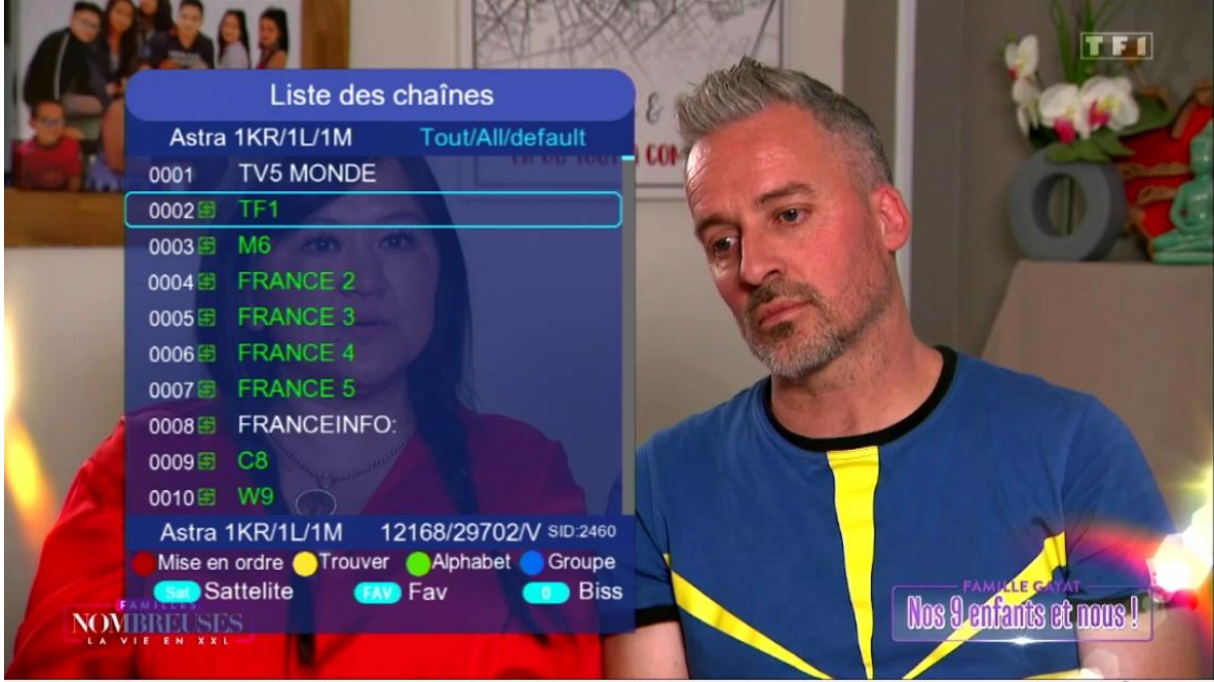 TF1
Liste des chaînes
Astra 1KR/1L/1M Tout/All/default
&
COM
0001 TV5 MONDE
0002 $ TF1
0003 $ M6
0004 $ FRANCE 2
0005 $ FRANCE 3
0006 $ FRANCE 4
0007 $ FRANCE 5
0008 $ FRANCEINFO:
0009 $ C8
0010 $ W9
Astra 1KR/1L/1M 12168/29702/V SID:2460
Mise en ordre Trouver Alphabet Groupe
Sat Sattelite FAV Fav 0 Biss
FAMILLES
NOMBREUSES
LA VIE EN XXL
FAMILLE GAYAT
Nos 9 enfants et nous !